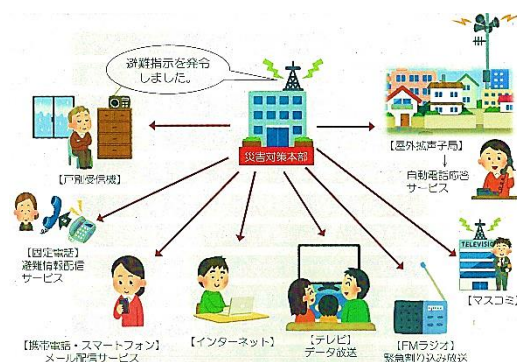 避難指示を発令
しました。
災害対策本部
【戸別受信機】
【屋外拡声子局】
自動電話応答
サービス
【固定電話】
避難情報配信
サービス
TELEVISION
【マスコミ】
【携帯電話・スマートフォン】
メール配信サービス
【インターネット】
【テレビ】
データ放送
【FMラジオ】
緊急割り込み放送